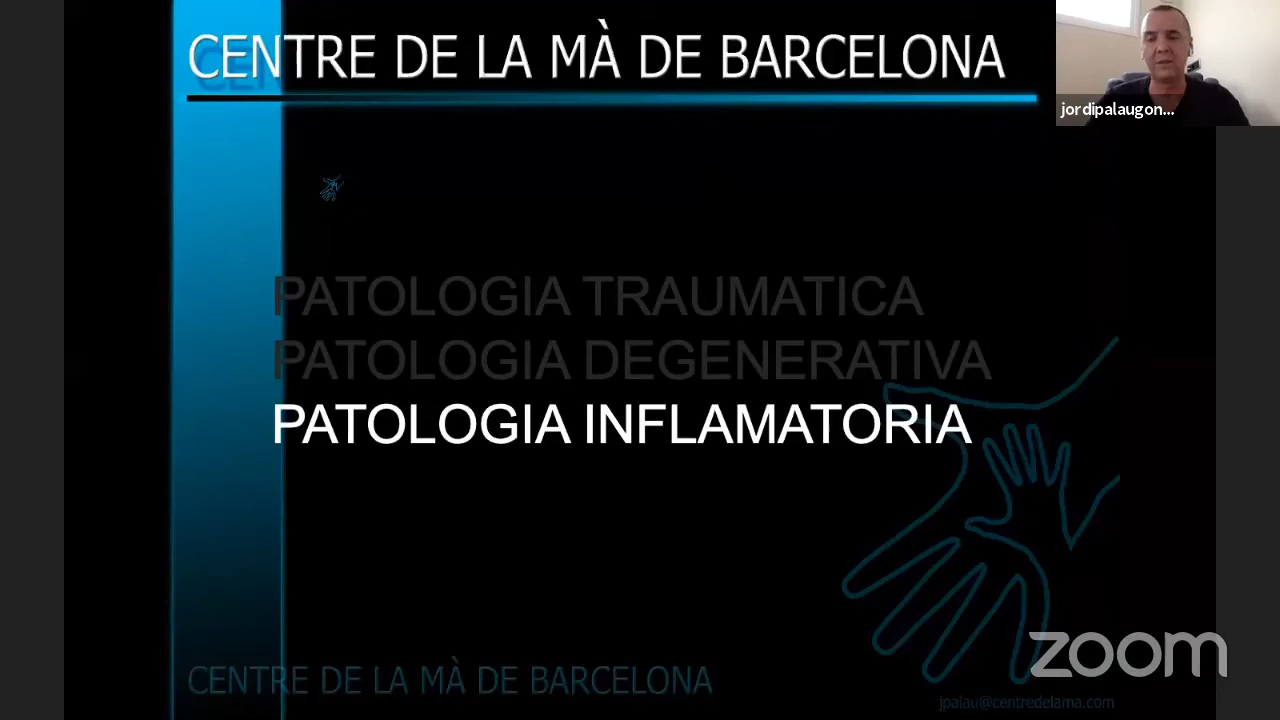 CENTRE DE LA MÀ DE BARCELONA
jordipalaugon...
PATOLOGIA TRAUMATICA
PATOLOGIA DEGENERATIVA
PATOLOGIA INFLAMATORIA
zoom
CENTRE DE LA MÀ DE BARCELONA
jpalau@centredelama.com